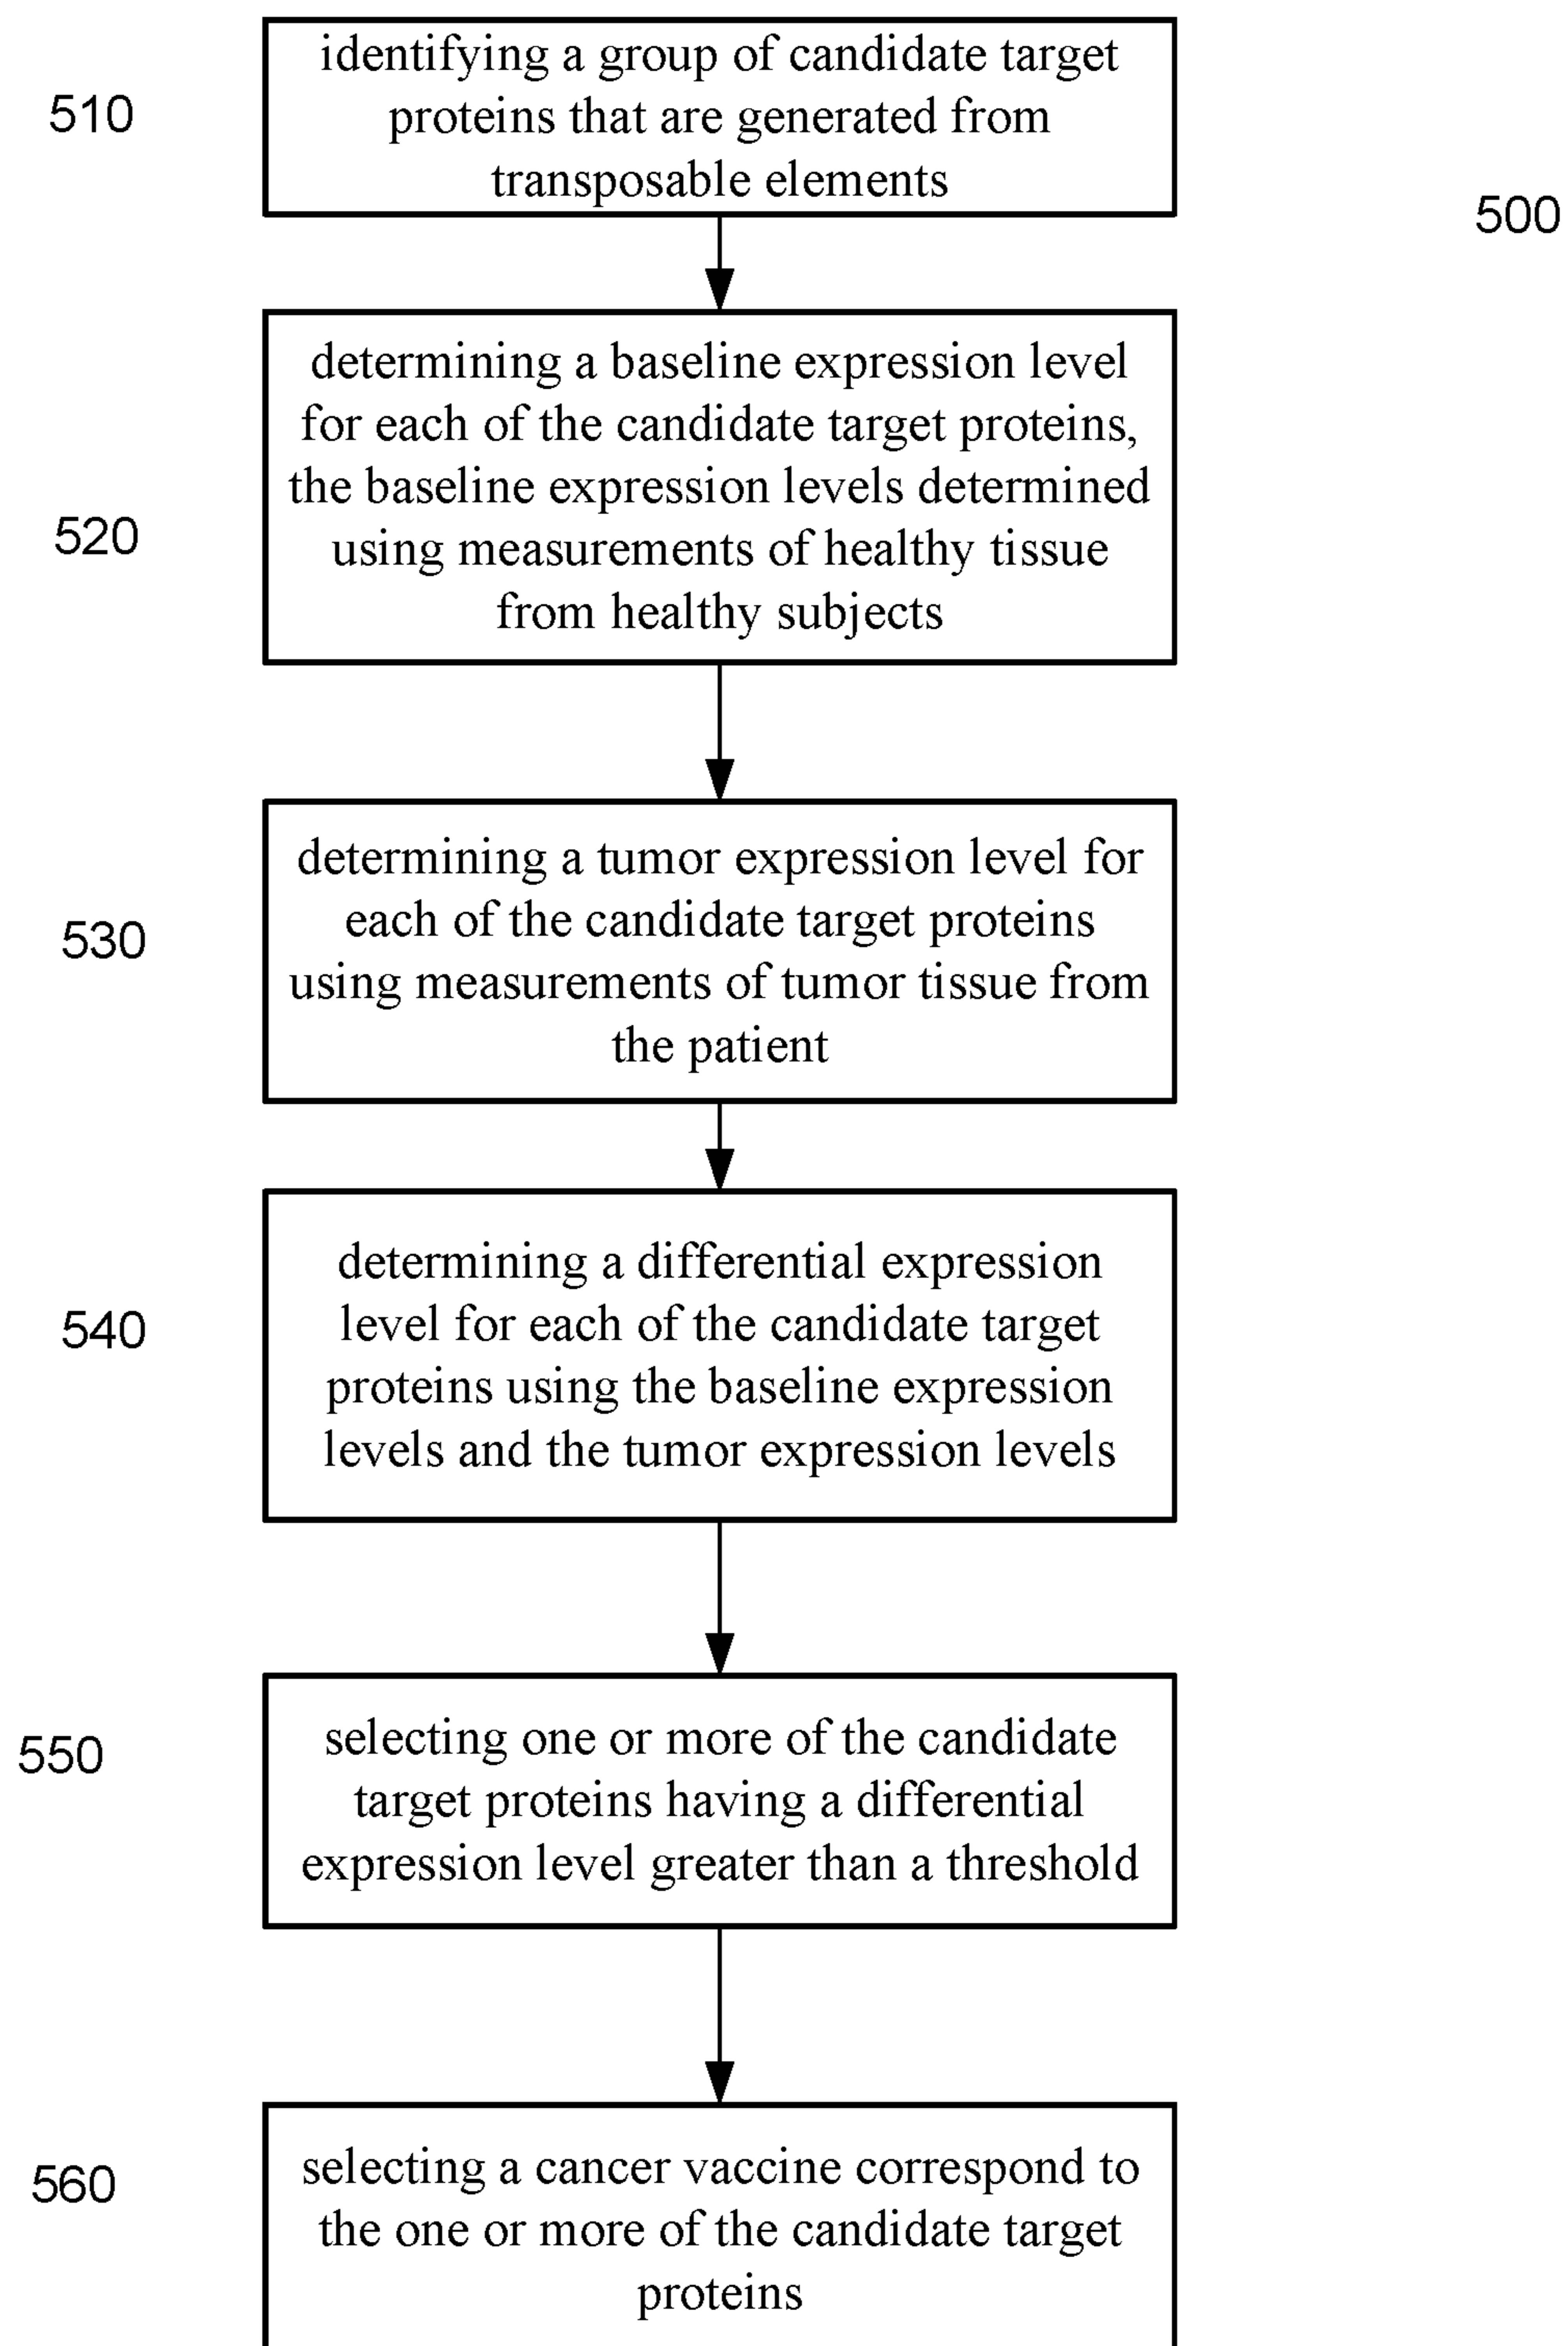 510
identifying a group of candidate target
proteins that are generated from
transposable elements
500
520
determining a baseline expression level
for each of the candidate target proteins,
the baseline expression levels determined
using measurements of healthy tissue
from healthy subjects
530
determining a tumor expression level for
each of the candidate target proteins
using measurements of tumor tissue from
the patient
540
determining a differential expression
level for each of the candidate target
proteins using the baseline expression
levels and the tumor expression levels
550
selecting one or more of the candidate
target proteins having a differential
expression level greater than a threshold
560
selecting a cancer vaccine correspond to
the one or more of the candidate target
proteins